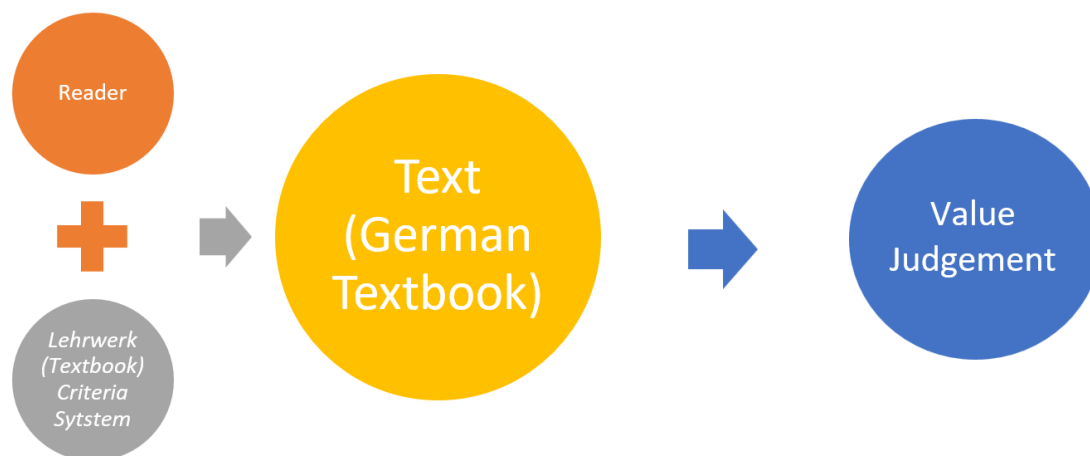 Reader
Lehrwerk
(Textbook)
Criteria
Sytstem
Text
(German
Textbook)
Value
Judgement